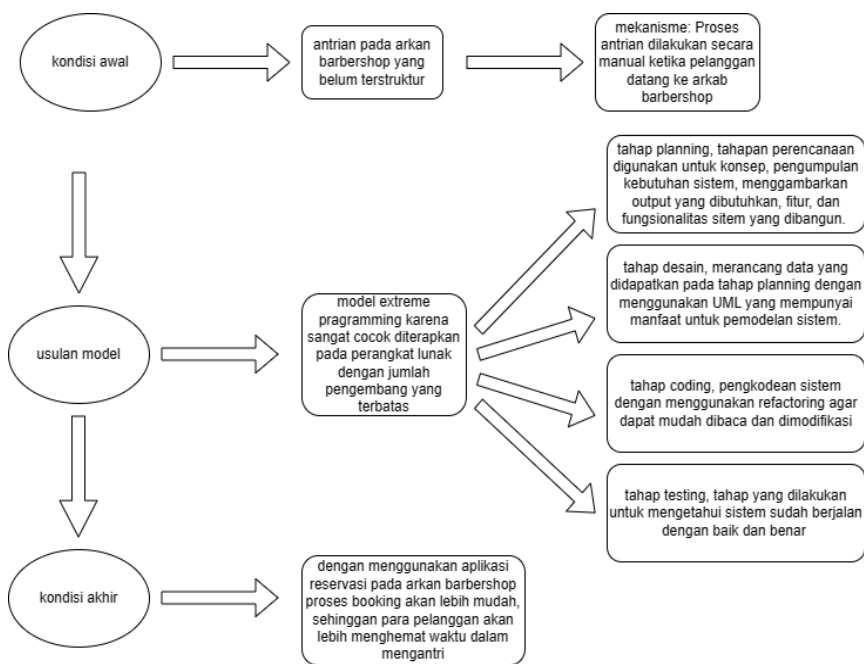 kondisi awal
antrian pada arkan
barbershop yang
belum terstruktur
mekanisme: Proses
antrian dilakukan secara
manual ketika pelanggan
datang ke arkab
barbershop
usulan model
model extreme
pragramming karena
sangat cocok diterapkan
pada perangkat lunak
dengan jumlah
pengembang yang
terbatas
tahap planning, tahapan perencanaan
digunakan untuk konsep, pengumpulan
kebutuhan sistem, menggambarkan
output yang dibutuhkan, fitur, dan
fungsionalitas sitem yang dibangun.
tahap desain, merancang data yang
didapatkan pada tahap planning dengan
menggunakan UML yang mempunyai
manfaat untuk pemodelan sistem.
tahap coding, pengkodean sistem
dengan menggunakan refactoring agar
dapat mudah dibaca dan dimodifikasi
tahap testing, tahap yang dilakukan
untuk mengetahui sistem sudah berjalan
dengan baik dan benar
kondisi akhir
dengan menggunakan aplikasi
reservasi pada arkan barbershop
proses booking akan lebih mudah,
sehinggan para pelanggan akan
lebih menghemat waktu dalam
mengantri